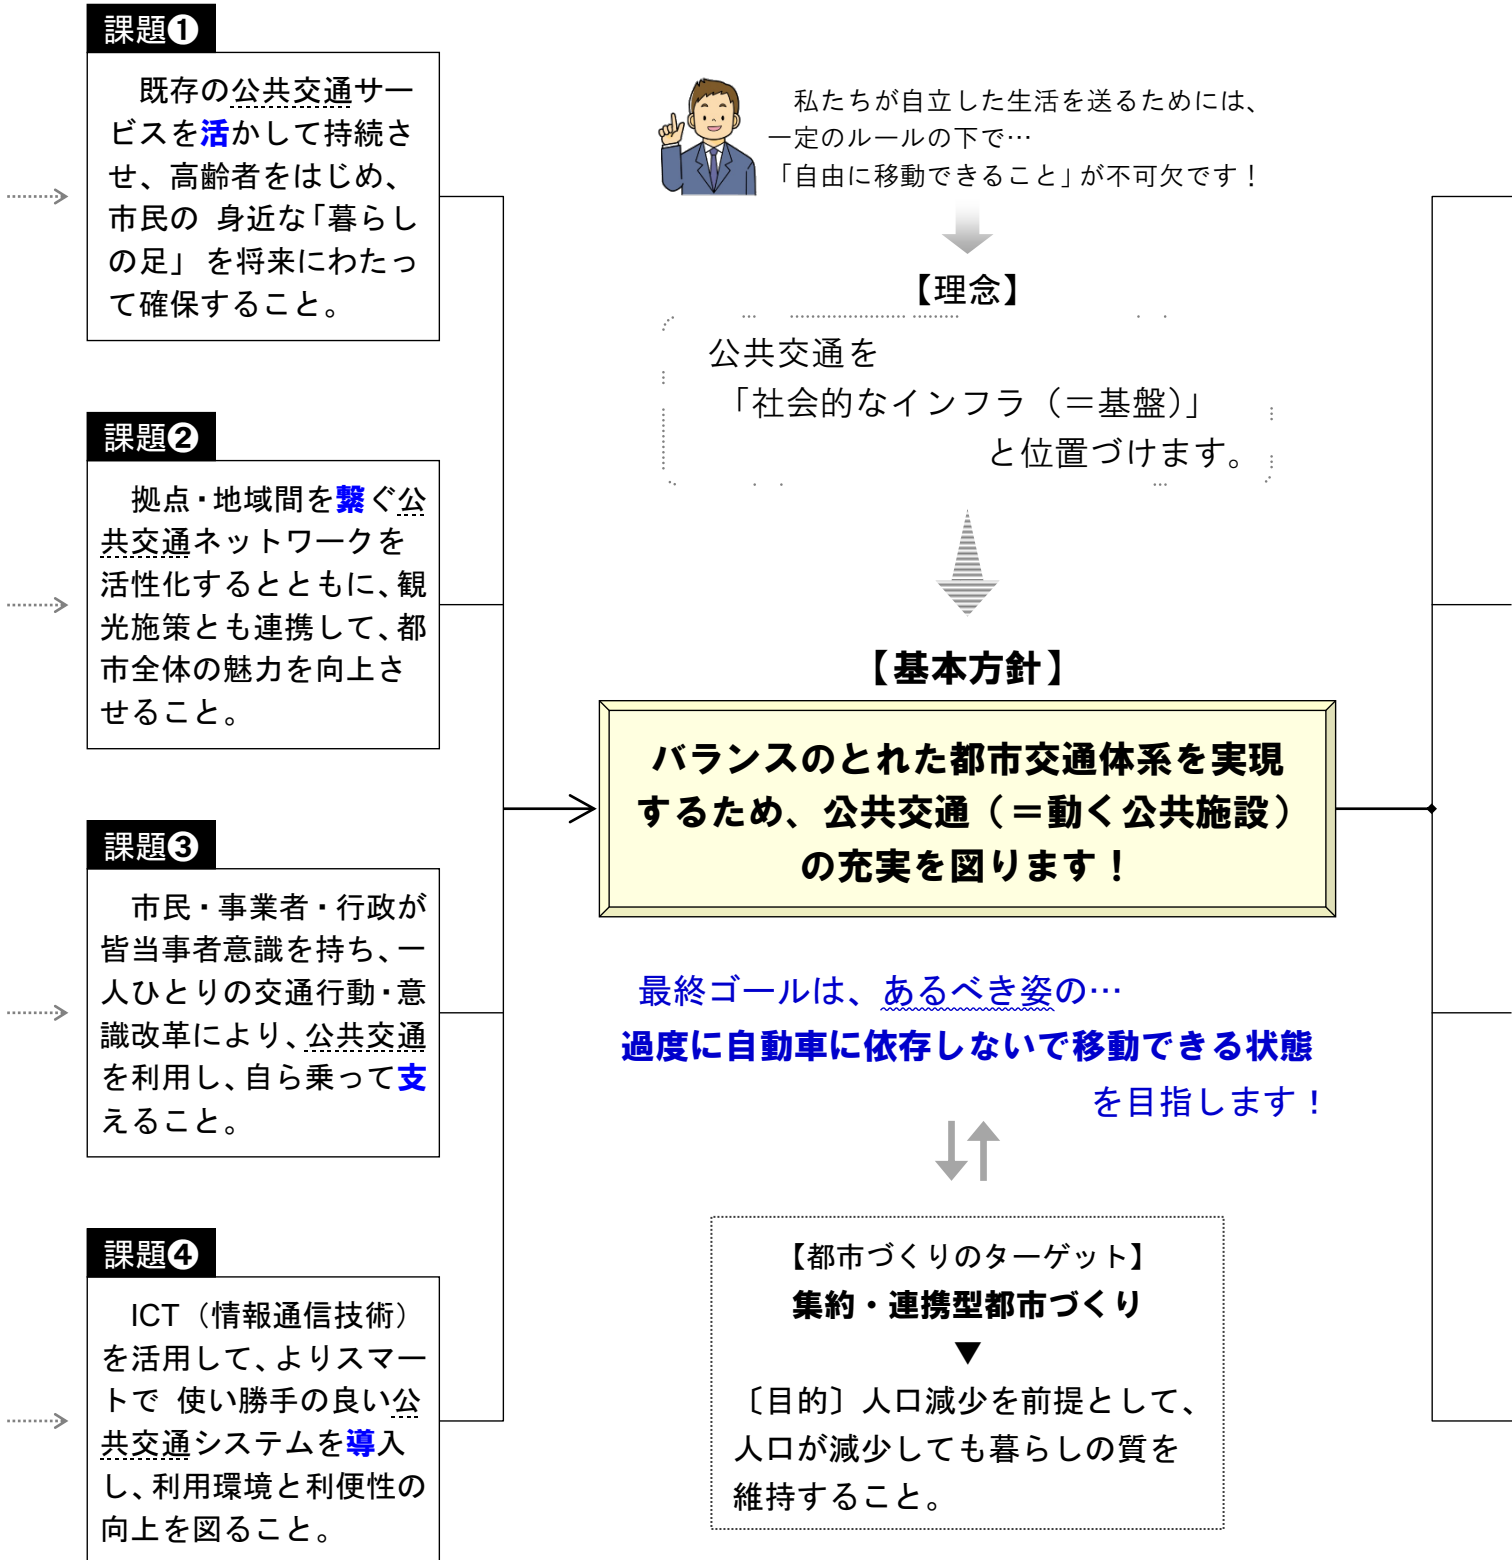 課題❶
既存の公共交通サー
ビスを活かして持続さ
せ、高齢者をはじめ、
市民の 身近な「暮らし
の足」 を将来にわたっ
て確保すること。
課題❷
拠点・地域間を繋ぐ公
共交通ネットワークを
活性化するとともに、観
光施策とも連携して、都
市全体の魅力を向上さ
せること。
課題❸
市民・事業者・行政が
皆当事者意識を持ち、一
人ひとりの交通行動・意
識改革により、公共交通
を利用し、自ら乗って支
えること。
課題❹
ICT（情報通信技術）
を活用して、よりスマー
トで 使い勝手の良い公
共交通システムを導入
し、利用環境と利便性の
向上を図ること。
私たちが自立した生活を送るためには、
一定のルールの下で…
「自由に移動できること」が不可欠です！
【理念】
公共交通を
「社会的なインフラ（＝基盤）」
と位置づけます。
【基本方針】
バランスのとれた都市交通体系を実現
するため、公共交通（＝動く公共施設）
の充実を図ります！
最終ゴールは、あるべき姿の…
過度に自動車に依存しないで移動できる状態
を目指します！
【都市づくりのターゲット】
集約・連携型都市づくり
▼
〔目的〕人口減少を前提として、
人口が減少しても暮らしの質を
維持すること。